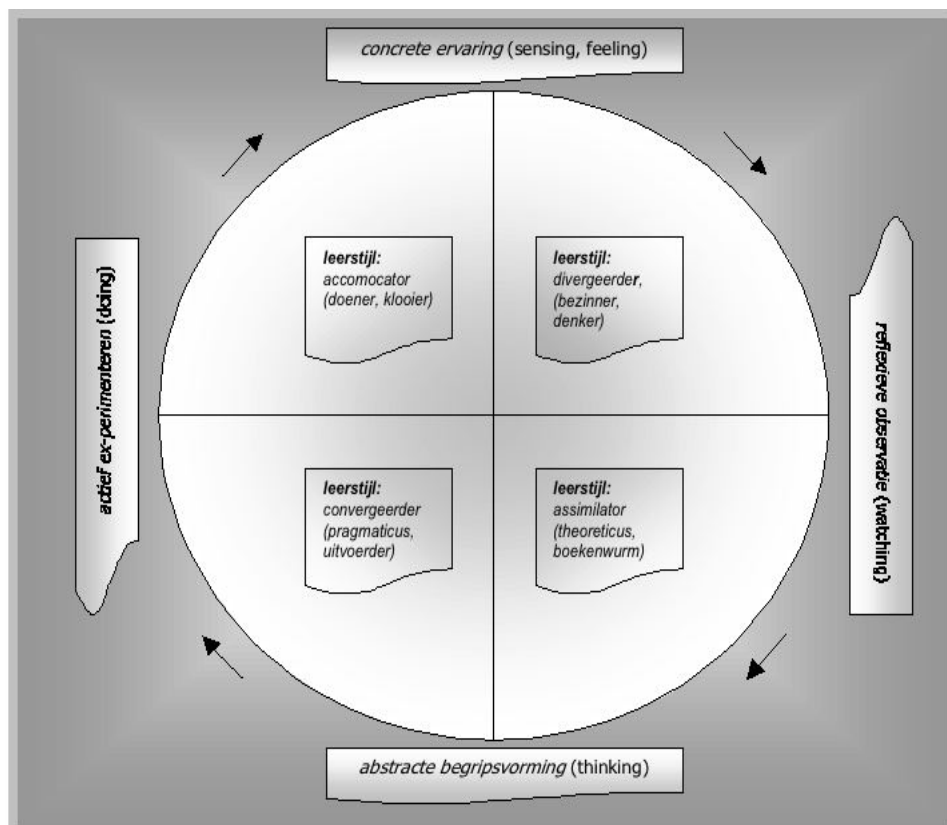 concrete ervaring (sensing, feeling)
leerstijl:
accomocator
(doener, klooier)
leerstijl:
divergeerder,
(bezinner,
denker)
actief ex-perimenteren (doing)
reflexieve observatie (watching)
leerstijl:
convergeerder
(pragmaticus,
uitvoerder)
leerstijl:
assimilator
(theoreticus,
boekenwurm)
abstracte begripsvorming (thinking)